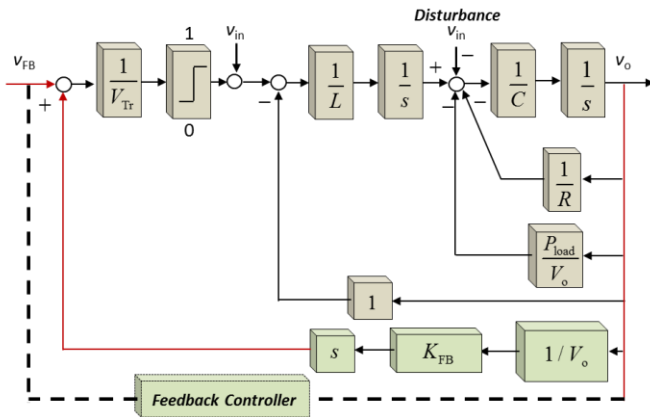 Disturbance
v_FB
1
v_in
v_in
v_o
+
1/V_Tr
0
−
1/L
1/s
+
−
−
−
1/C
1/s
1/R
P_load/V_o
1
s
K_FB
1 / V_o
Feedback Controller